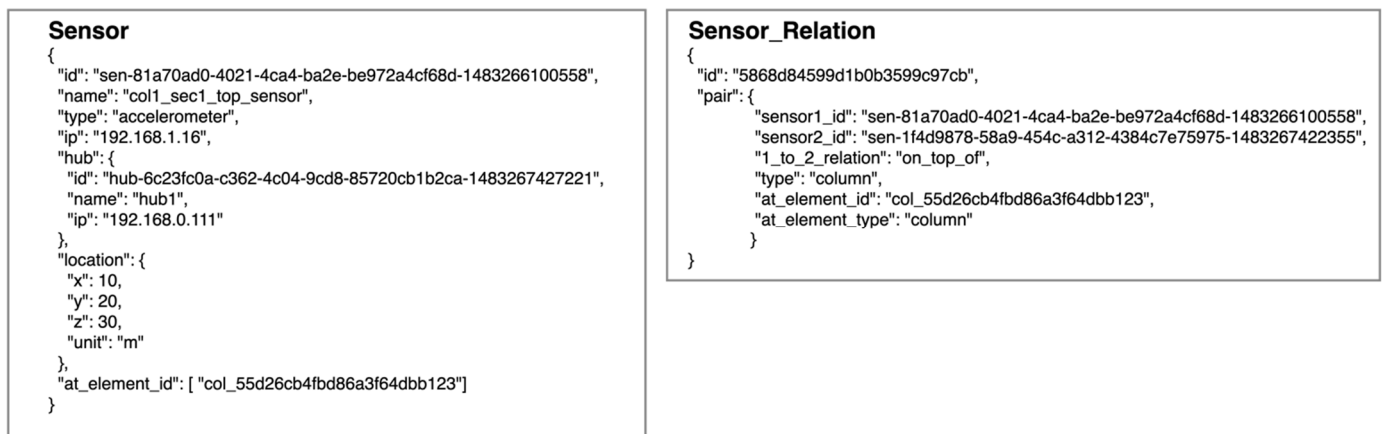 Sensor
{
"id": "sen-81a70ad0-4021-4ca4-ba2e-be972a4cf68d-1483266100558",
"name": "col1_sec1_top_sensor",
"type": "accelerometer",
"ip": "192.168.1.16",
"hub": {
"id": "hub-6c23fc0a-c362-4c04-9cd8-85720cb1b2ca-1483267427221",
"name": "hub1",
"ip": "192.168.0.111"
},
"location": {
"x": 10,
"y": 20,
"z": 30,
"unit": "m"
},
"at_element_id": [ "col_55d26cb4fbd86a3f64dbb123"]
}
Sensor_Relation
{
"id": "5868d84599d1b0b3599c97cb",
"pair": {
"sensor1_id": "sen-81a70ad0-4021-4ca4-ba2e-be972a4cf68d-1483266100558",
"sensor2_id": "sen-1f4d9878-58a9-454c-a312-4384c7e75975-1483267422355",
"1_to_2_relation": "on_top_of",
"type": "column",
"at_element_id": "col_55d26cb4fbd86a3f64dbb123",
"at_element_type": "column"
}
}